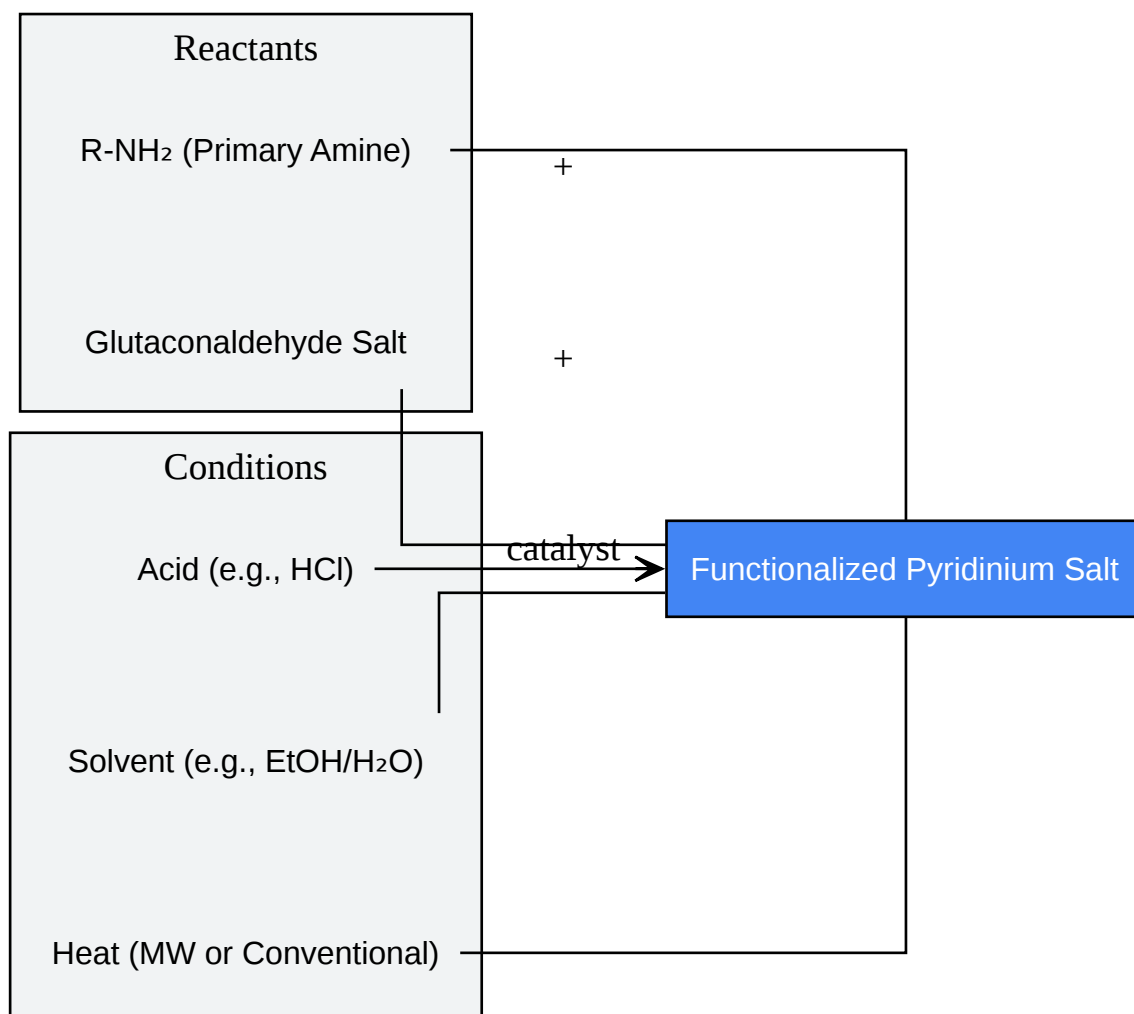 Reactants
R-NH₂ (Primary Amine)
+
Glutaconaldehyde Salt
+
Conditions
catalyst
Acid (e.g., HCl)
Functionalized Pyridinium Salt
Solvent (e.g., EtOH/H₂O)
Heat (MW or Conventional)